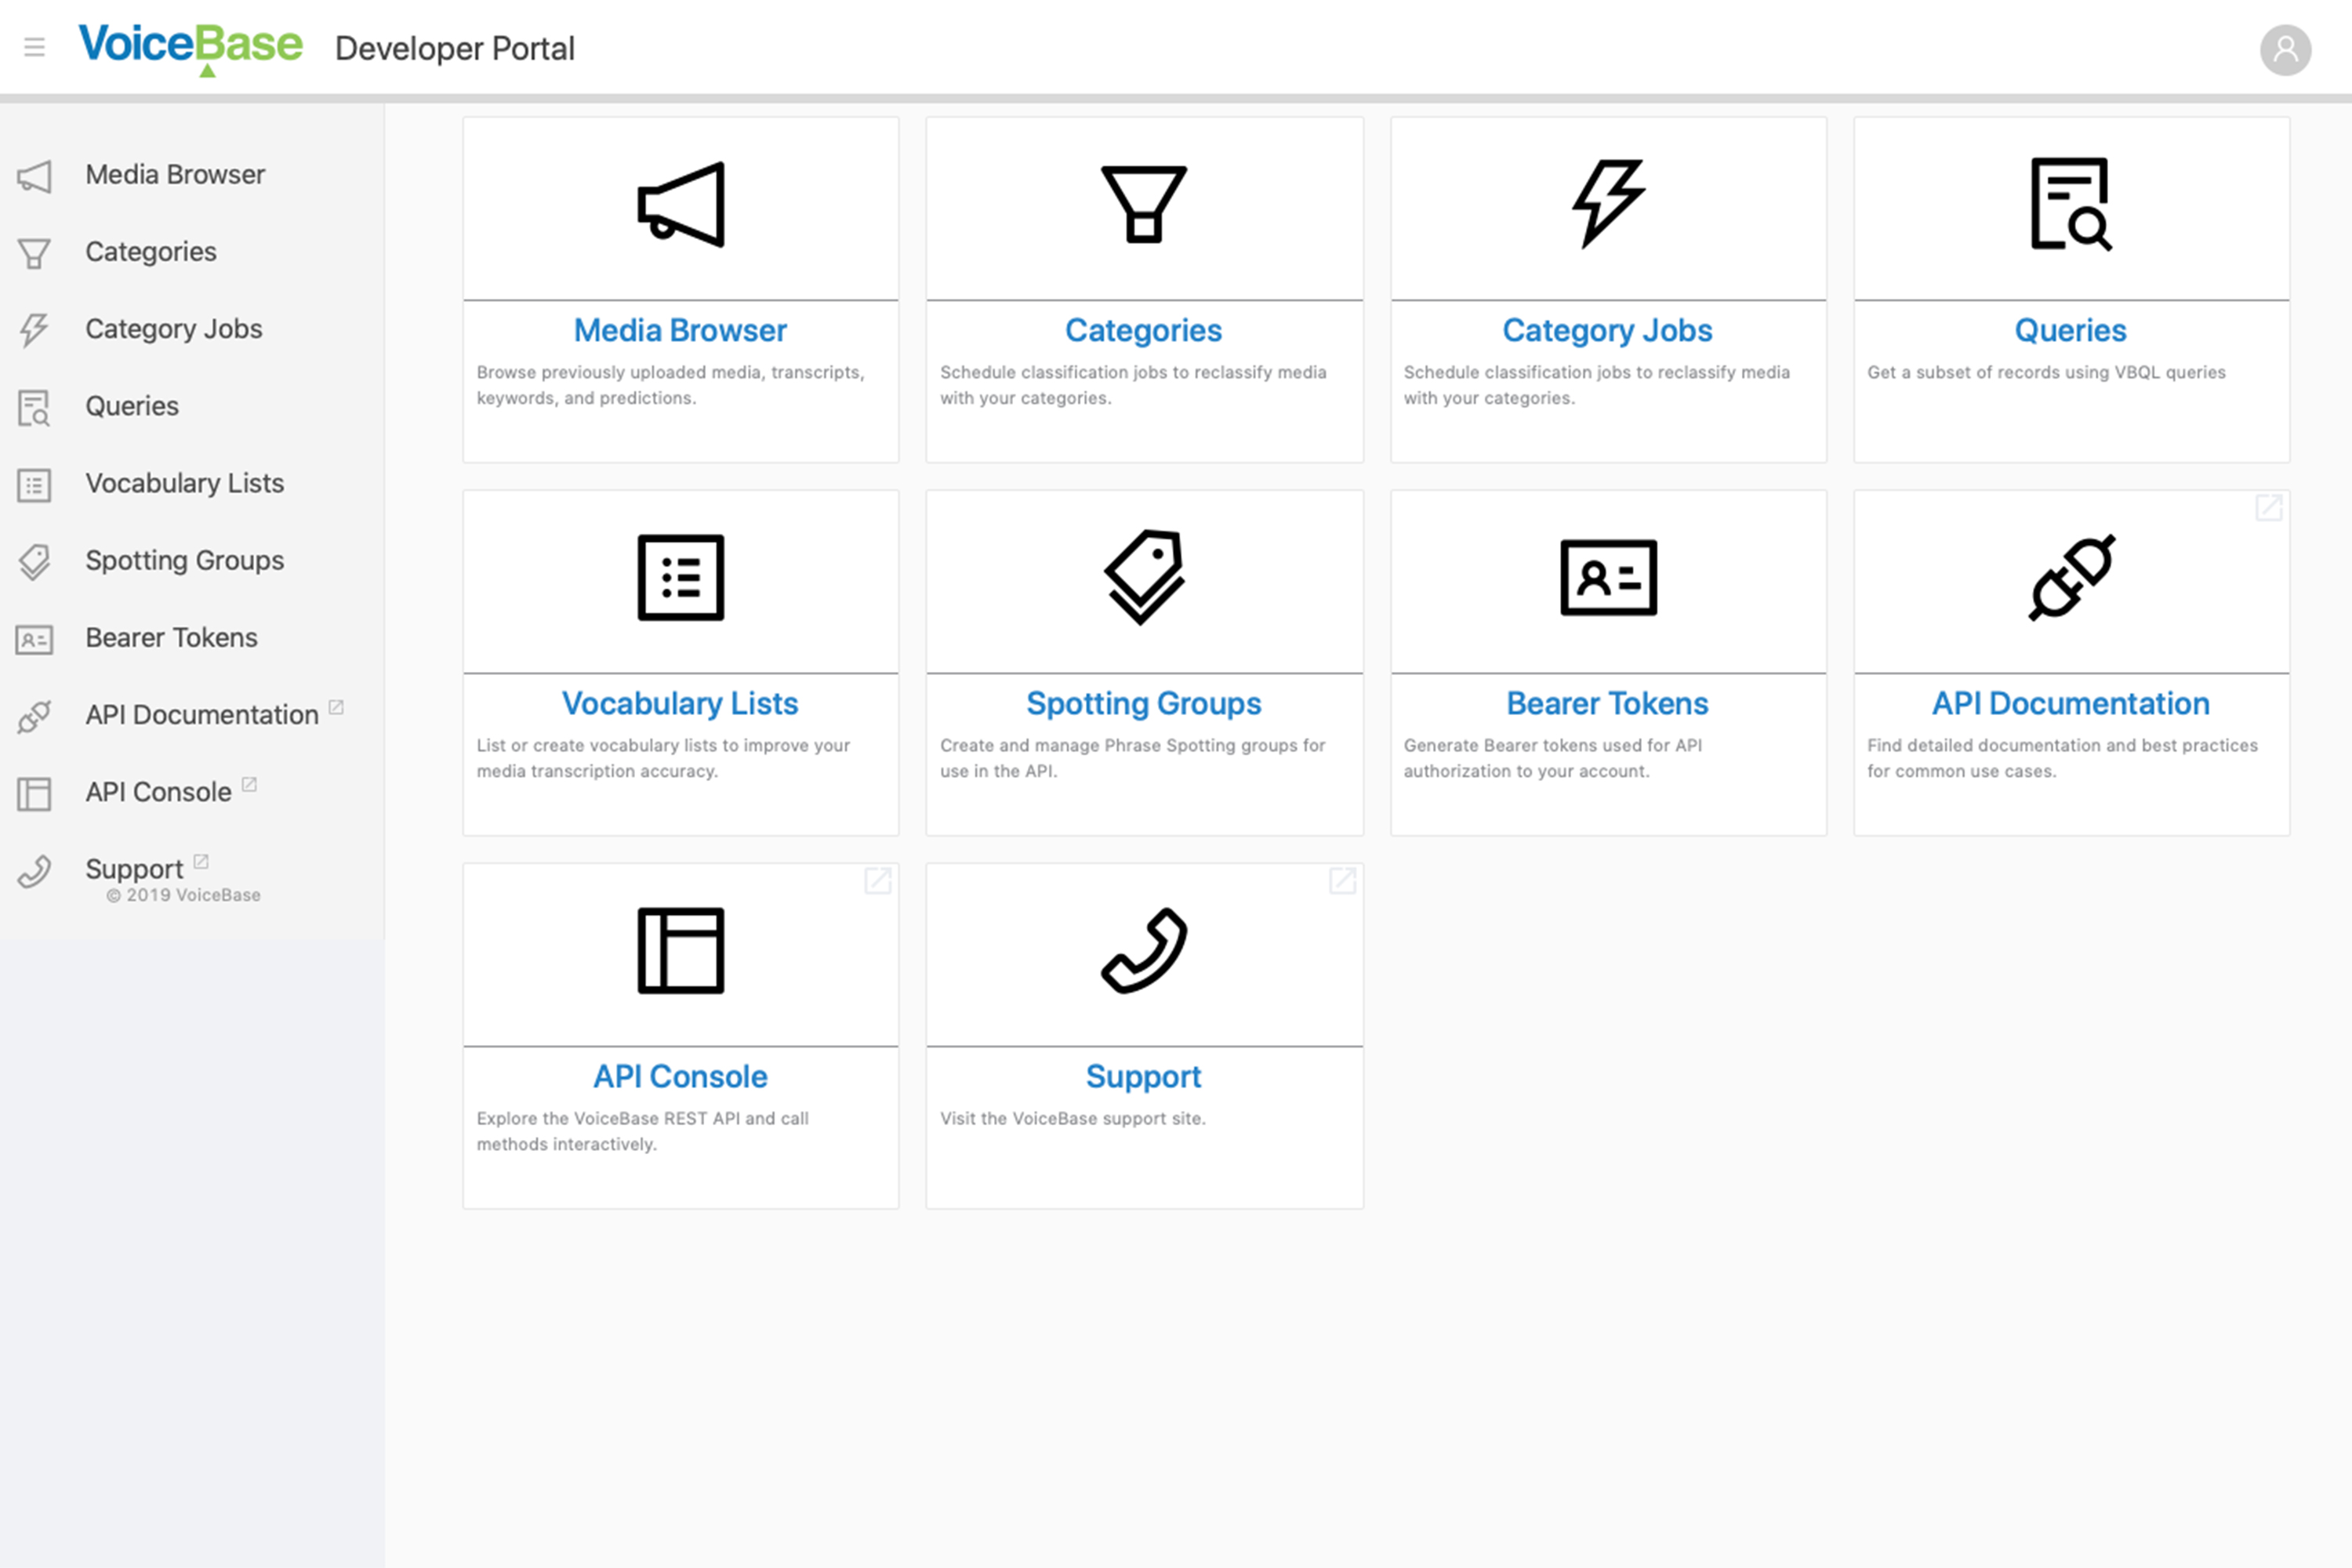 VoiceBase Developer Portal
Media Browser
Categories
Category Jobs
Queries
Vocabulary Lists
Spotting Groups
Bearer Tokens
API Documentation
API Console
Support
© 2019 VoiceBase
Media Browser
Browse previously uploaded media, transcripts,
keywords, and predictions.
Categories
Schedule classification jobs to reclassify media
with your categories.
Category Jobs
Schedule classification jobs to reclassify media
with your categories.
Queries
Get a subset of records using VBQL queries
Vocabulary Lists
List or create vocabulary lists to improve your
media transcription accuracy.
Spotting Groups
Create and manage Phrase Spotting groups for
use in the API.
Bearer Tokens
Generate Bearer tokens used for API
authorization to your account.
API Documentation
Find detailed documentation and best practices
for common use cases.
API Console
Explore the VoiceBase REST API and call
methods interactively.
Support
Visit the VoiceBase support site.